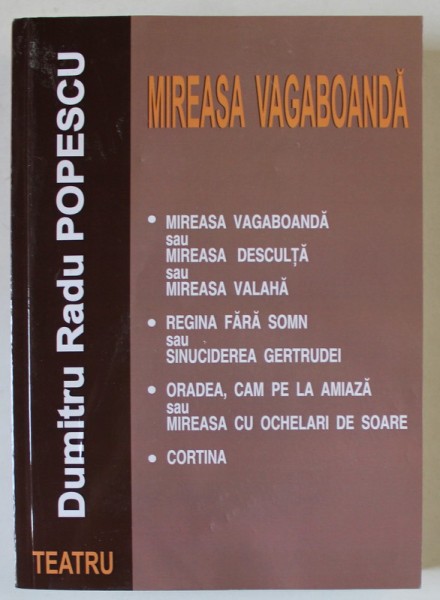 Dumitru Radu POPESCU
MIREASA VAGABOANDĂ
• MIREASA VAGABOANDĂ
sau
MIREASA DESCULȚĂ
sau
MIREASA VALAHĂ
• REGINA FĂRĂ SOMN
sau
SINUCIDEREA GERTRUDEI
• ORADEA, CAM PE LA AMIAZĂ
sau
MIREASA CU OCHELARI DE SOARE
• CORTINA
TEATRU